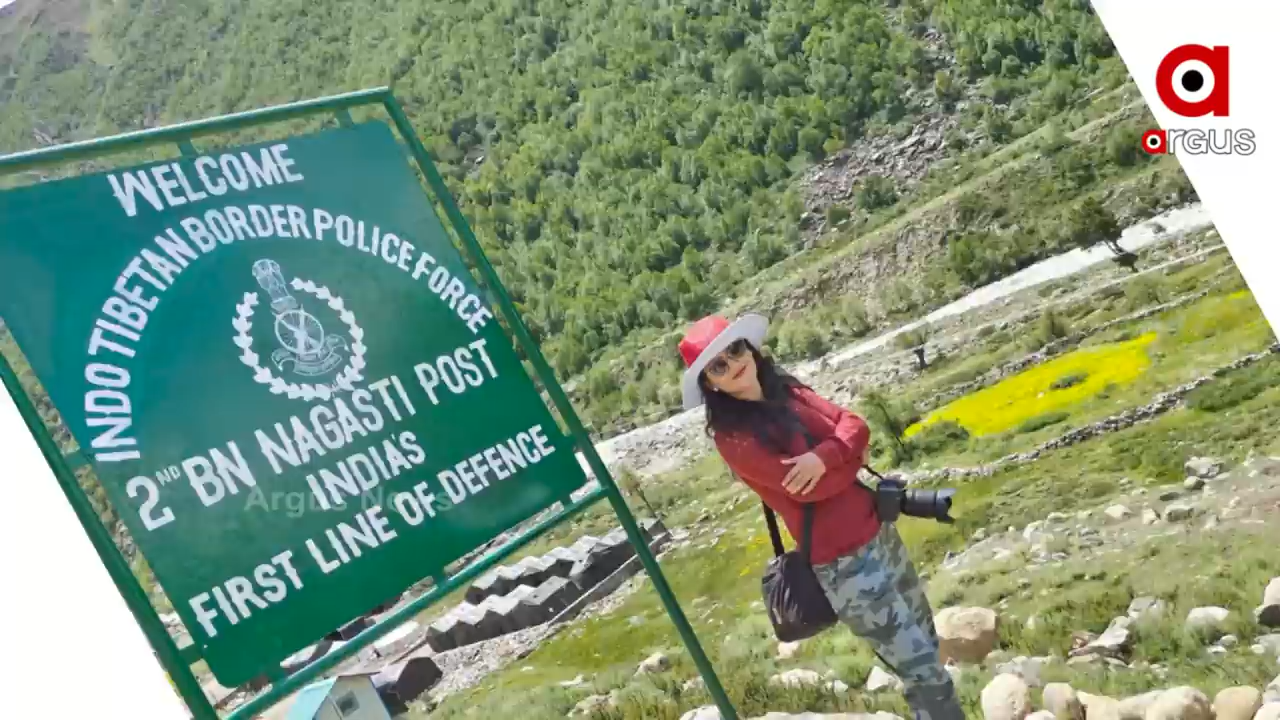 WELCOME
INDO TIBETAN BORDER POLICE FORCE
2ND BN NAGASTI POST
INDIA'S
FIRST LINE OF DEFENCE
Argus News
argus